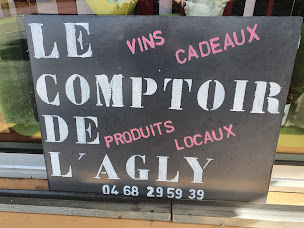 LE
VINS CADEAUX
COMPTOIR
DE
PRODUITS LOCAUX
L'AGLY
04 68 29 59 39